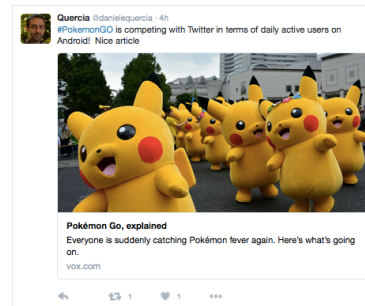 Quercia @danielequercia · 4h
#PokemonGO is competing with Twitter in terms of daily active users on
Android! Nice article
Pokémon Go, explained
Everyone is suddenly catching Pokémon fever again. Here's what's going
on.
vox.com
1 1